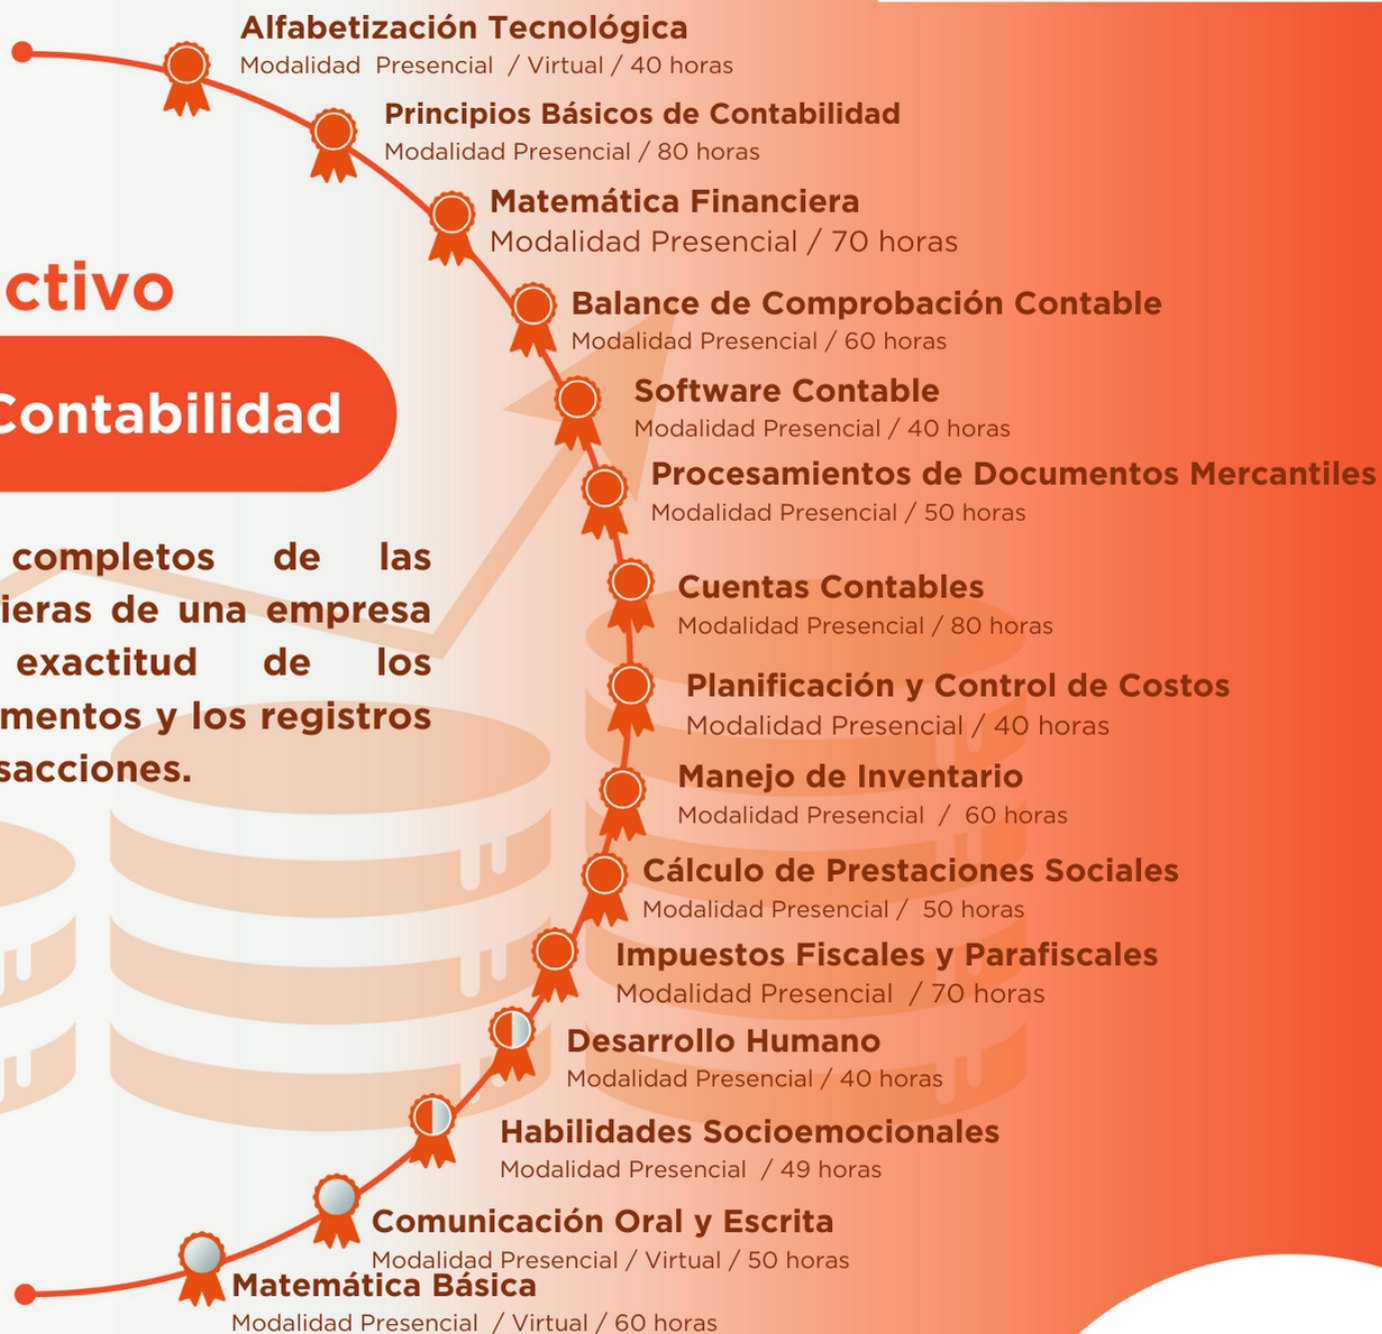 Alfabetización Tecnológica
Modalidad Presencial / Virtual / 40 horas
Principios Básicos de Contabilidad
Modalidad Presencial / 80 horas
Matemática Financiera
Modalidad Presencial / 70 horas
ctivo
Contabilidad
completos de las
ieras de una empresa
exactitud de los
mentos y los registros
sacciones.
Balance de Comprobación Contable
Modalidad Presencial / 60 horas
Software Contable
Modalidad Presencial / 40 horas
Procesamientos de Documentos Mercantiles
Modalidad Presencial / 50 horas
Cuentas Contables
Modalidad Presencial / 80 horas
Planificación y Control de Costos
Modalidad Presencial / 40 horas
Manejo de Inventario
Modalidad Presencial / 60 horas
Cálculo de Prestaciones Sociales
Modalidad Presencial / 50 horas
Impuestos Fiscales y Parafiscales
Modalidad Presencial / 70 horas
Desarrollo Humano
Modalidad Presencial / 40 horas
Habilidades Socioemocionales
Modalidad Presencial / 49 horas
Comunicación Oral y Escrita
Modalidad Presencial / Virtual / 50 horas
Matemática Básica
Modalidad Presencial / Virtual / 60 horas